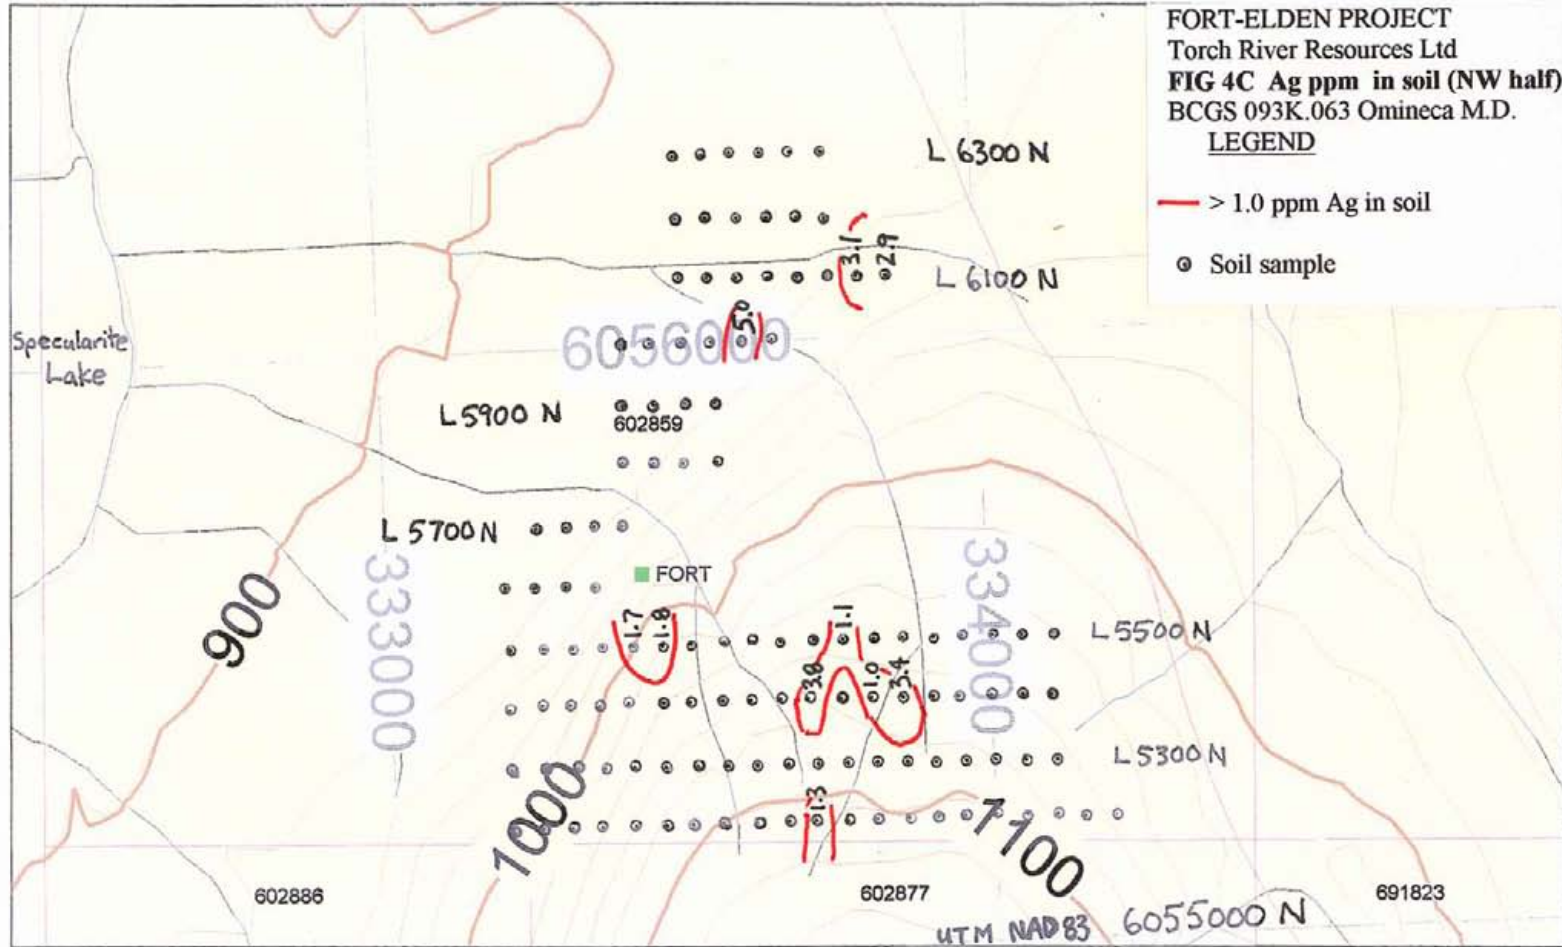 FORT-ELDEN PROJECT
Torch River Resources Ltd
FIG 4C Ag ppm in soil (NW half)
BCGS 093K.063 Omineca M.D.
LEGEND
> 1.0 ppm Ag in soil
Soil sample
L 6300 N
3.1
2.9
L 6100 N
5.0
6056000
Specularite
Lake
L 5900 N
602859
L 5700 N
FORT
333000
334000
900
1.7
1.8
1.1
L 5500 N
3.8
1.0
3.4
L 5300 N
1000
1.3
1100
602886
602877
691823
UTM NAD83 6055000 N